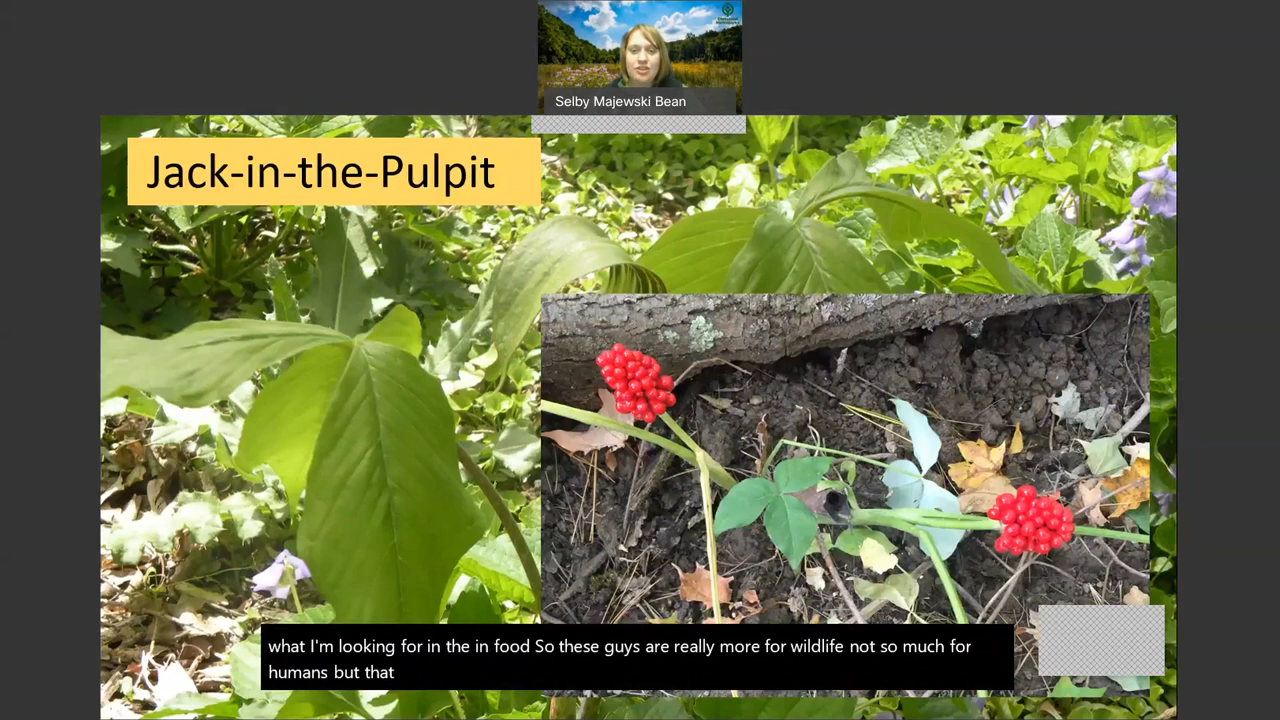 Selby Majewski Bean
Jack-in-the-Pulpit
what I'm looking for in the in food So these guys are really more for wildlife not so much for
humans but that